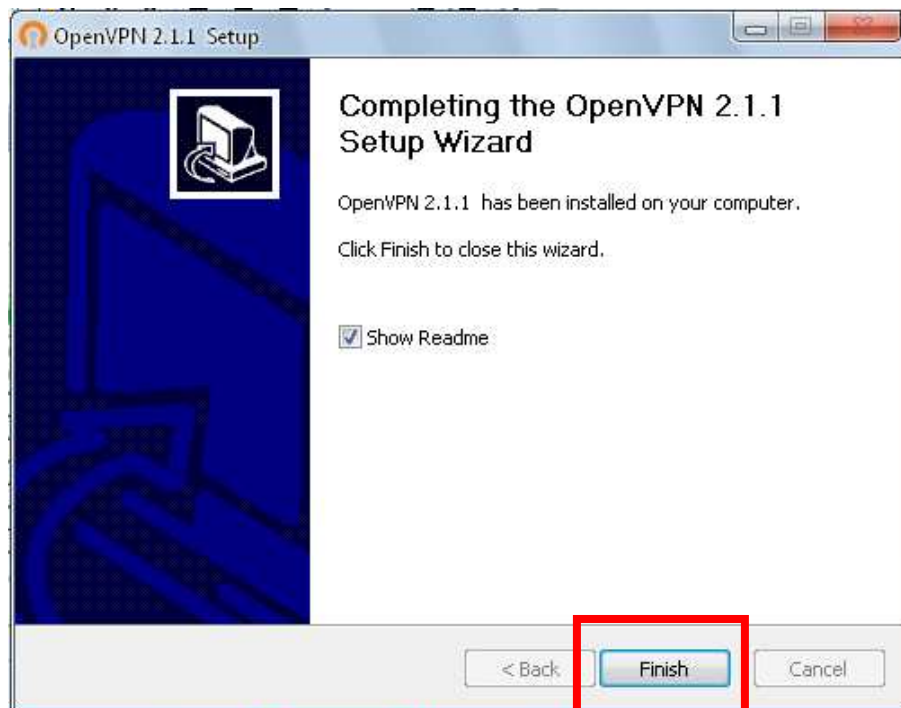 OpenVPN 2.1.1 Setup
Completing the OpenVPN 2.1.1
Setup Wizard
OpenVPN 2.1.1 has been installed on your computer.
Click Finish to close this wizard.
Show Readme
< Back
Finish
Cancel